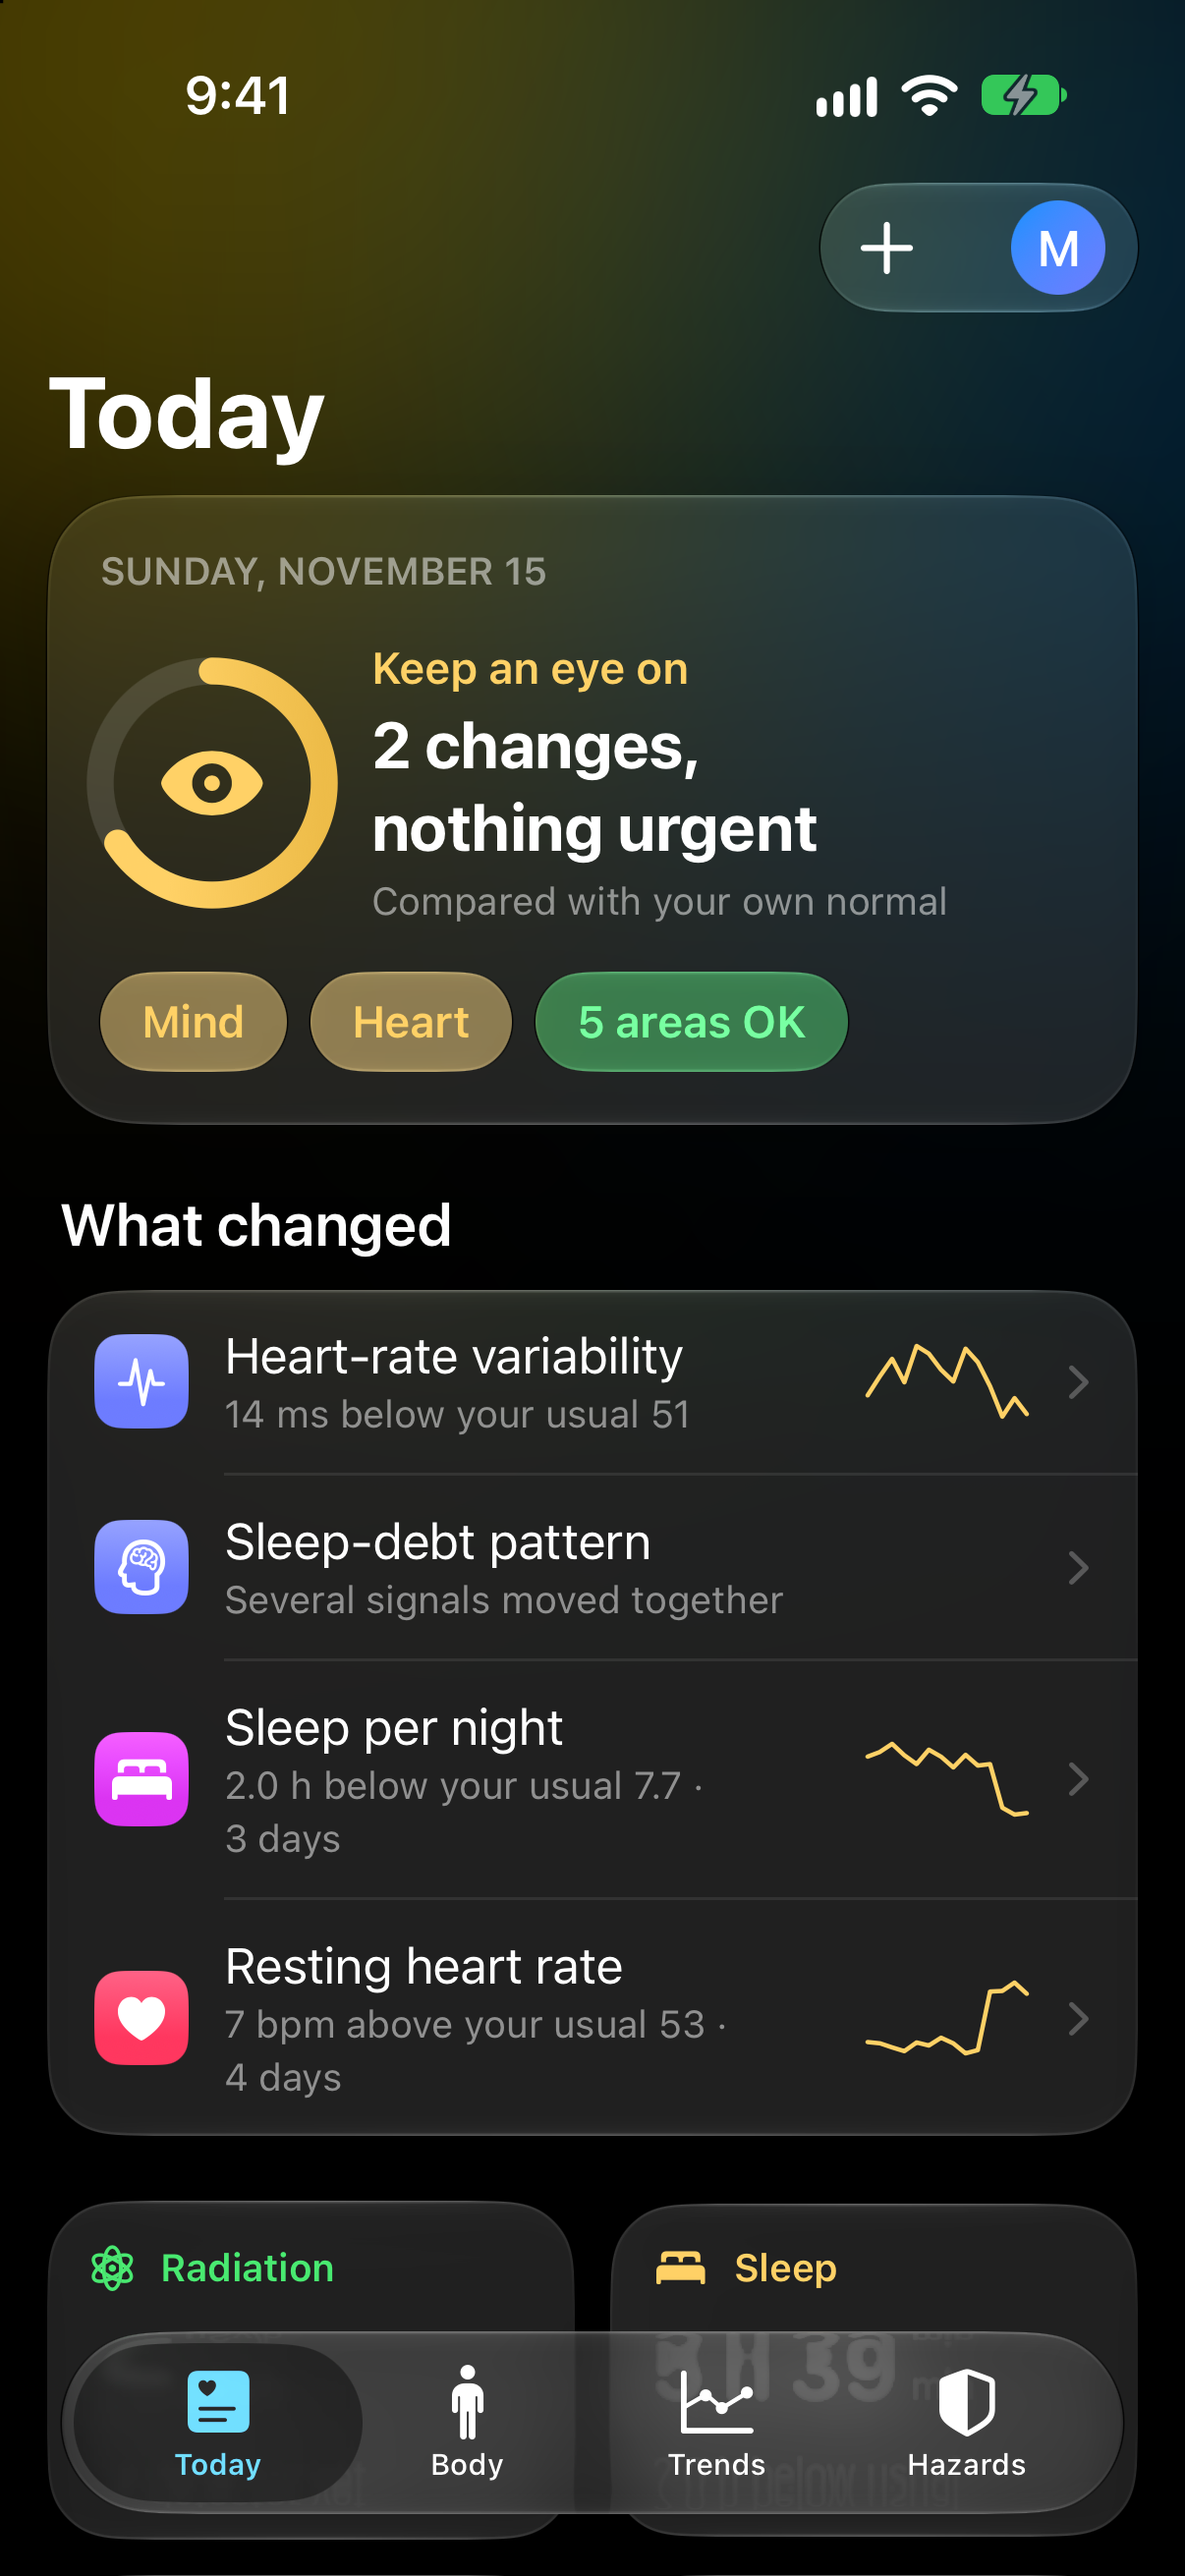 9:41
M
Today
SUNDAY, NOVEMBER 15
Keep an eye on
2 changes,
nothing urgent
Compared with your own normal
Mind
Heart
5 areas OK
What changed
Heart-rate variability
14 ms below your usual 51
Sleep-debt pattern
Several signals moved together
Sleep per night
2.0 h below your usual 7.7 ·
3 days
Resting heart rate
7 bpm above your usual 53 ·
4 days
Radiation
Sleep
39
Today
Body
Trends
Hazards